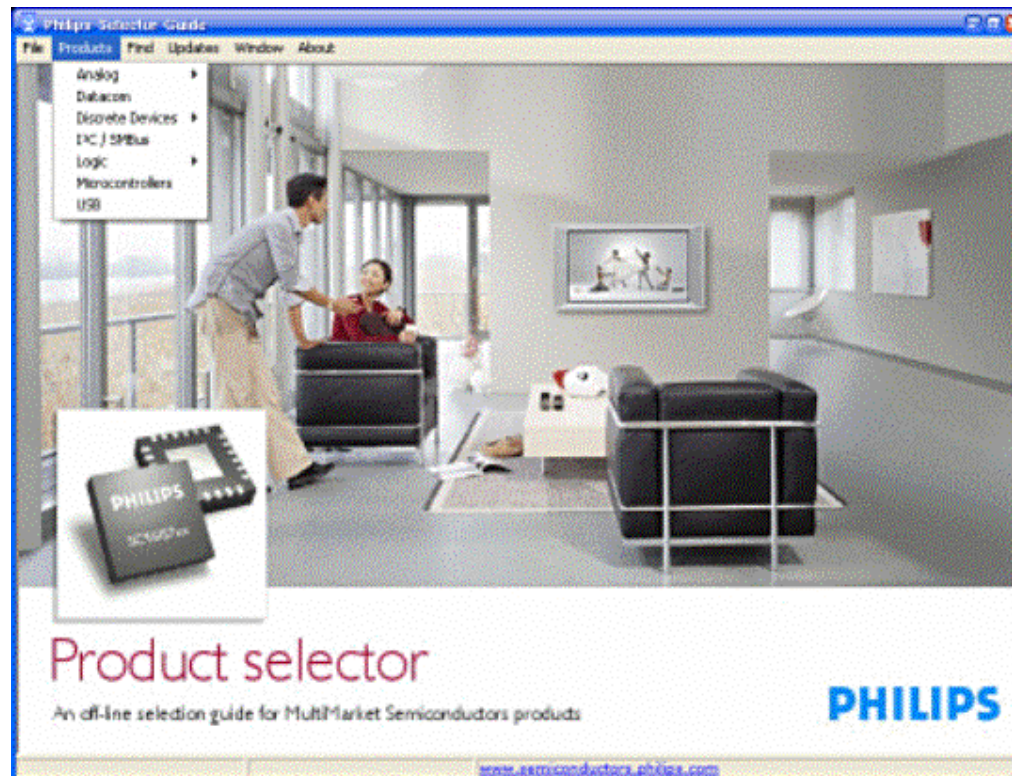 Philips Selector Guide
File Products Find Updates Window About
Analog
Datacom
Discrete Devices
I²C / SMBus
Logic
Microcontrollers
USB
PHILIPS
Product selector
An off-line selection guide for MultiMarket Semiconductors products
PHILIPS
www.semiconductors.philips.com